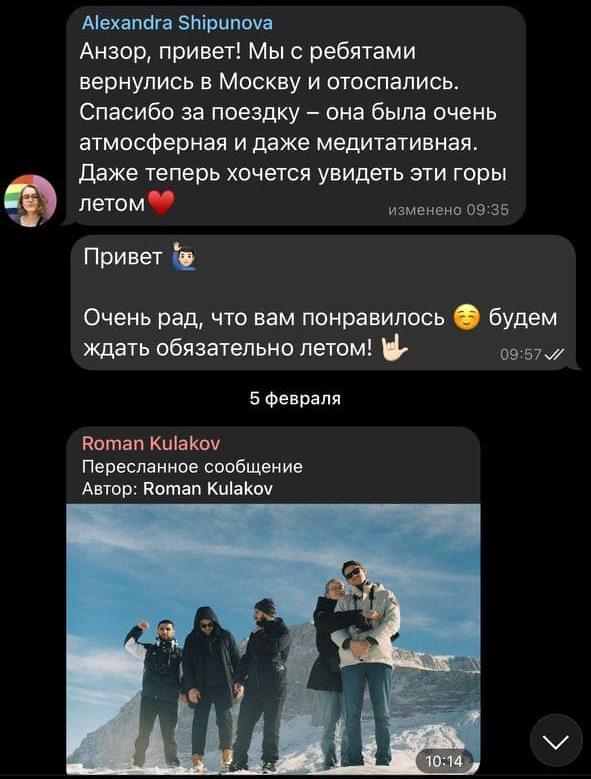 Alexandra Shipunova
Анзор, привет! Мы с ребятами
вернулись в Москву и отоспались.
Спасибо за поездку – она была очень
атмосферная и даже медитативная.
Даже теперь хочется увидеть эти горы
летом❤️
изменено 09:35
Привет 🙋🏻‍♂️
Очень рад, что вам понравилось ☺️ будем
ждать обязательно летом! 🤟🏻
09:57
5 февраля
Roman Kulakov
Пересланное сообщение
Автор: Roman Kulakov
10:14